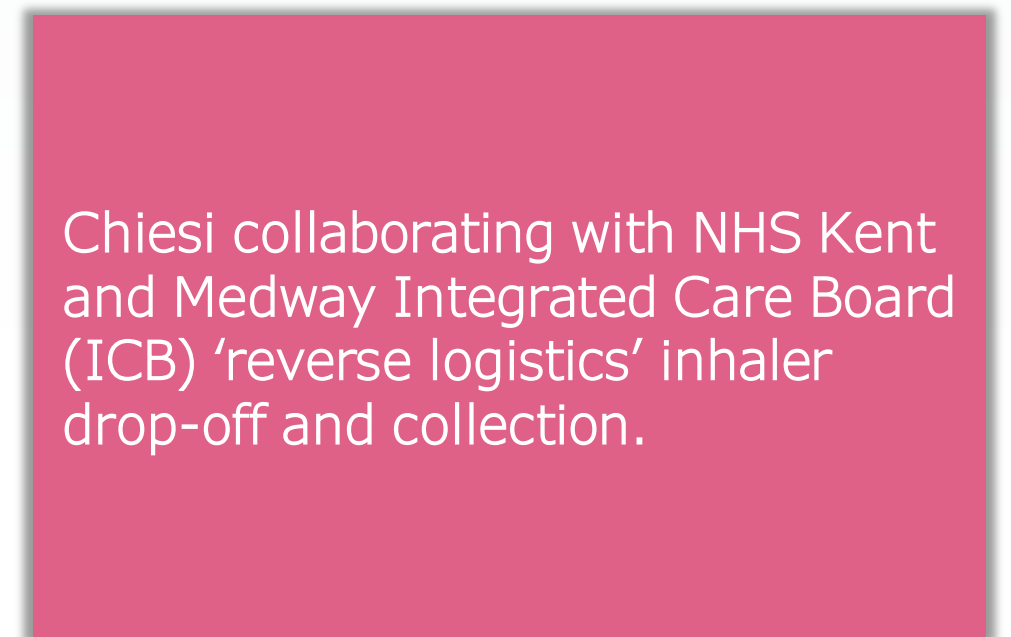 Chiesi collaborating with NHS Kent
and Medway Integrated Care Board
(ICB) ‘reverse logistics’ inhaler
drop-off and collection.